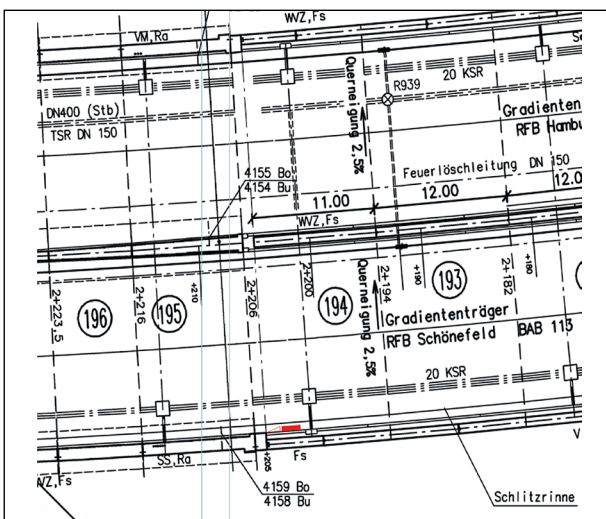 WVZ,Fs
VM,Ra
20 KSR
R939
DN400 (Stb)
TSR DN 150
Querneigung 2,5%
Gradienten
RFB Hambu
4155 Bo
4154 Bu
Feuerlöschleitung DN 150
11.00
12.00
12.0
WVZ,Fs
+180
+190
+210
2+223,5
2+216
2+206
2+200
2+194
2+182
196
195
194
193
Querneigung 2,5%
Gradiententräger
RFB Schönefeld
BAB 113
20 KSR
SS,Ra
+205
Fs
VZ,Fs
4159 Bo
4158 Bu
Schlitzrinne
V